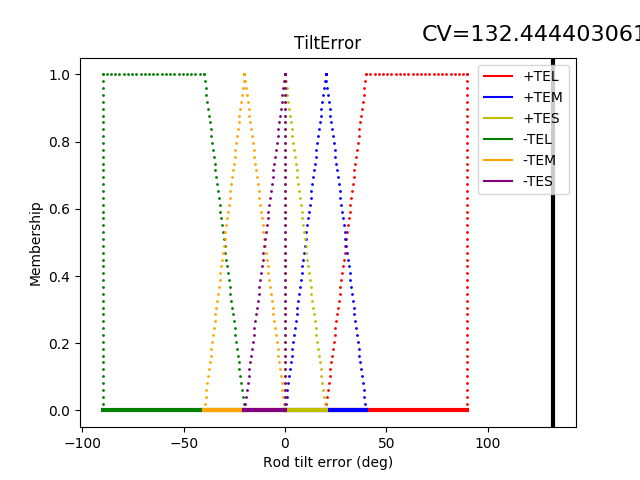 CV=132.444403061
TiltError
+TEL
+TEM
+TES
-TEL
-TEM
-TES
Membership
1.0
0.8
0.6
0.4
0.2
0.0
−100
−50
0
50
100
Rod tilt error (deg)